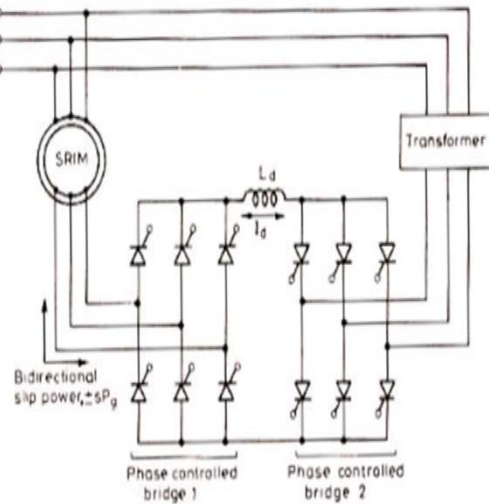 SRIM
Transformer
Ld
Id
Bidirectional
slip power,±sPg
Phase controlled
bridge 1
Phase controlled
bridge 2